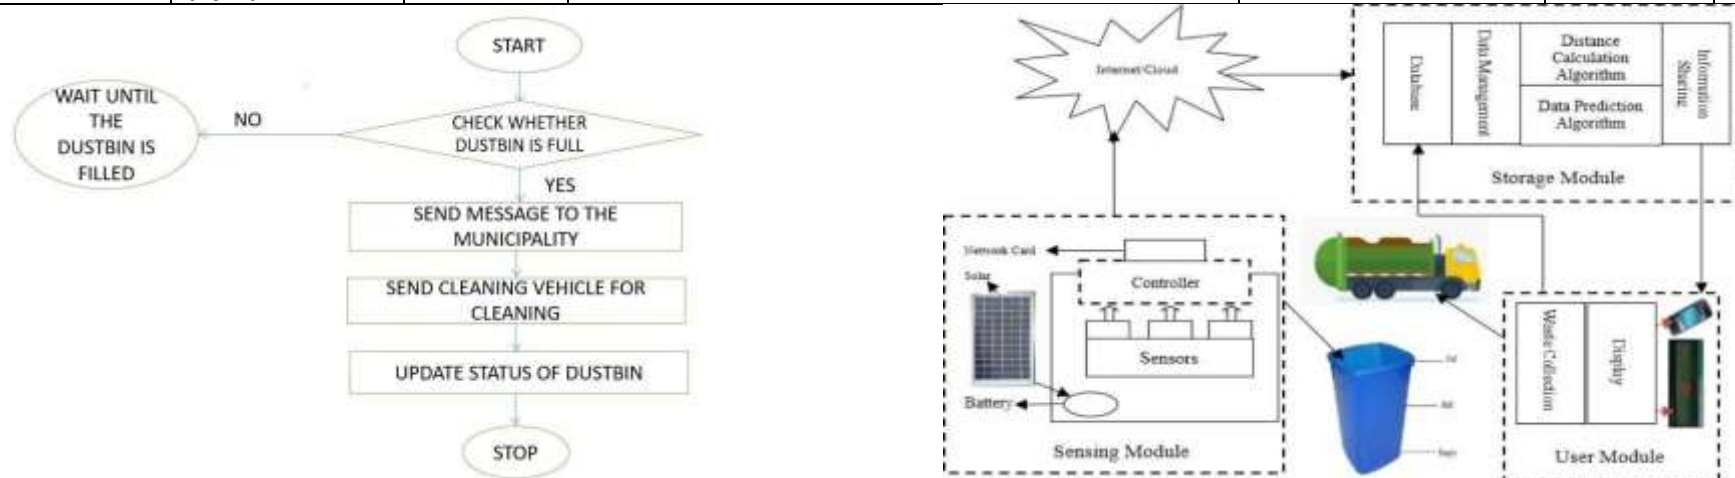 START
WAIT UNTIL
THE
DUSTBIN IS
FILLED
NO
CHECK WHETHER
DUSTBIN IS FULL
YES
SEND MESSAGE TO THE
MUNICIPALITY
SEND CLEANING VEHICLE FOR
CLEANING
UPDATE STATUS OF DUSTBIN
STOP
Internet/Cloud
Database
Data Management
Distance
Calculation
Algorithm
Data Prediction
Algorithm
Information
Sharing
Storage Module
Network Card
Solar
Controller
Sensors
Battery
Sensing Module
Waste Collection
Display
User Module